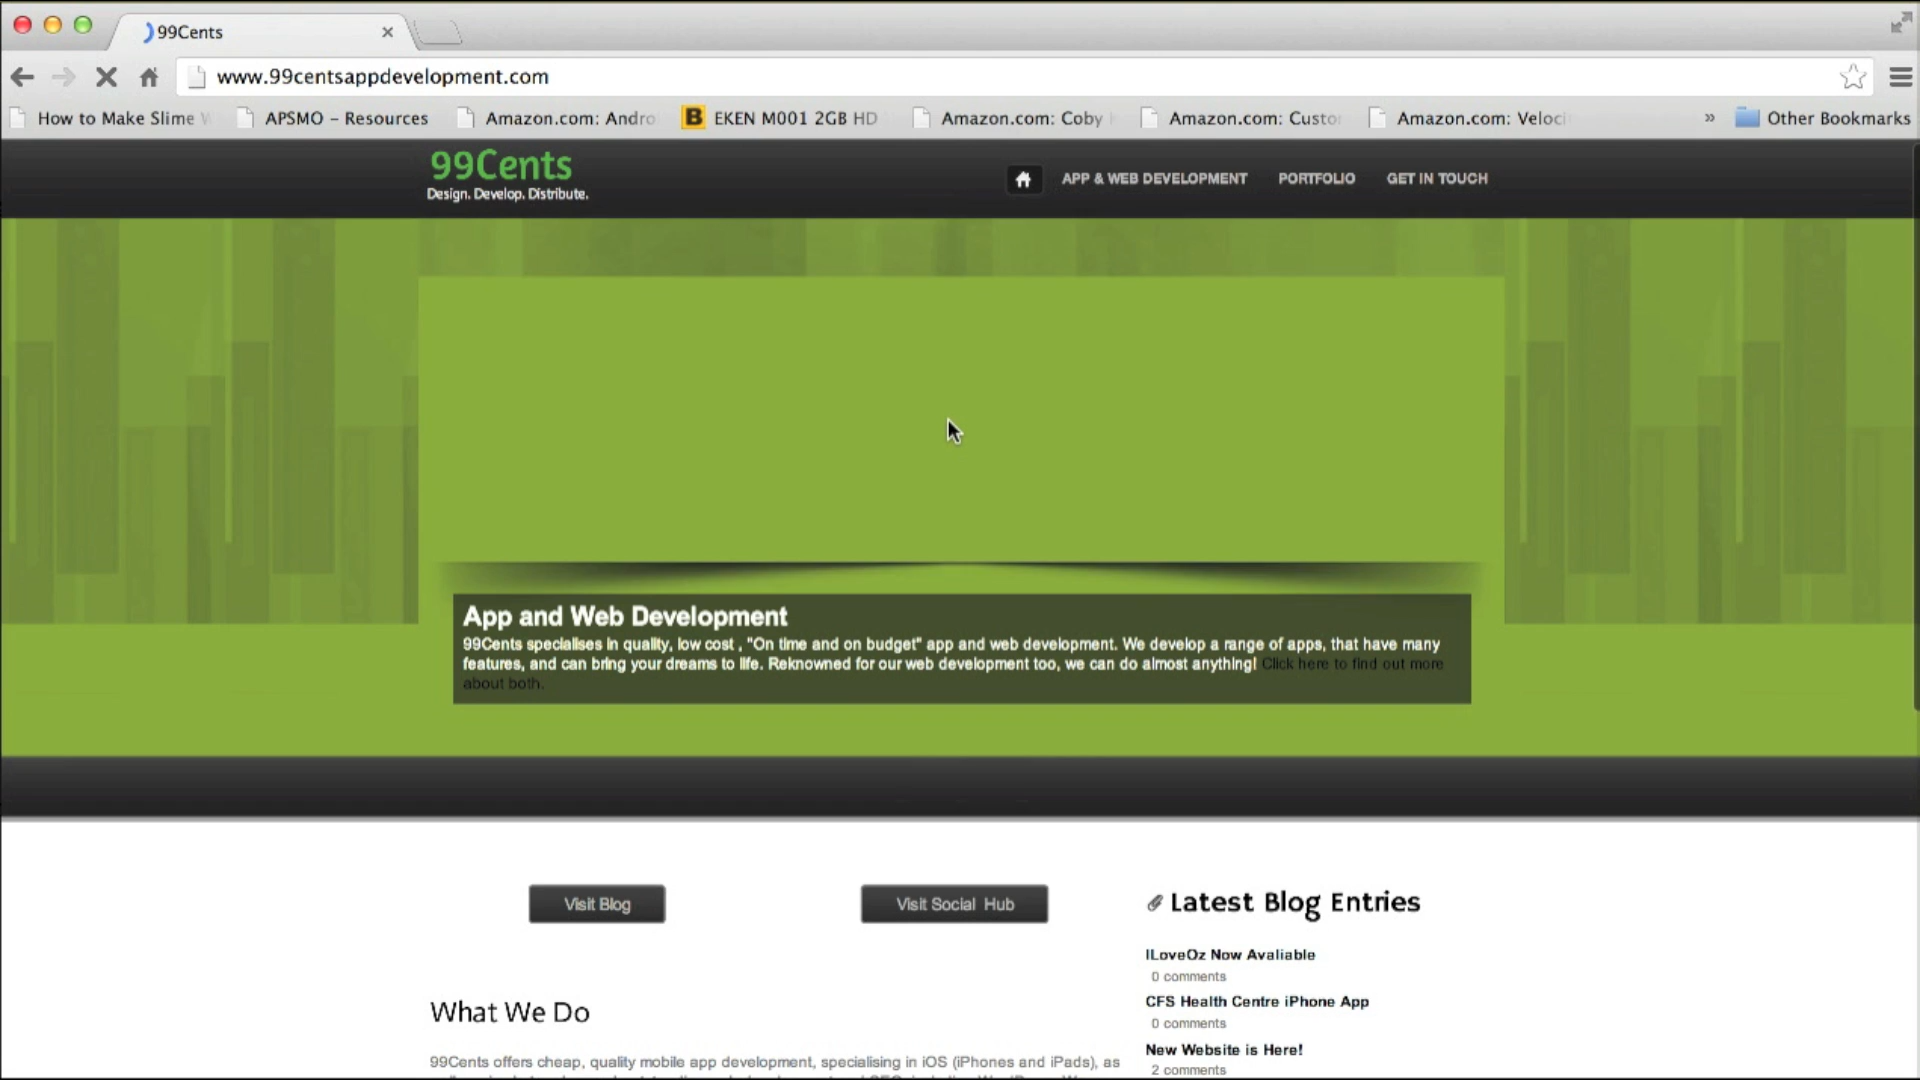 99Cents
www.99centsappdevelopment.com
How to Make Slime
APSMO – Resources
Amazon.com: Andro
B EKEN M001 2GB HD
Amazon.com: Coby
Amazon.com: Custo
Amazon.com: Veloci
» Other Bookmarks
99Cents
Design. Develop. Distribute.
APP & WEB DEVELOPMENT
PORTFOLIO
GET IN TOUCH
App and Web Development
99Cents specialises in quality, low cost , "On time and on budget" app and web development. We develop a range of apps, that have many
features, and can bring your dreams to life. Reknowned for our web development too, we can do almost anything! Click here to find out more
about both.
Visit Blog
Visit Social Hub
What We Do
99Cents offers cheap, quality mobile app development, specialising in iOS (iPhones and iPads), as
Latest Blog Entries
ILoveOz Now Avaliable
0 comments
CFS Health Centre iPhone App
0 comments
New Website is Here!
2 comments